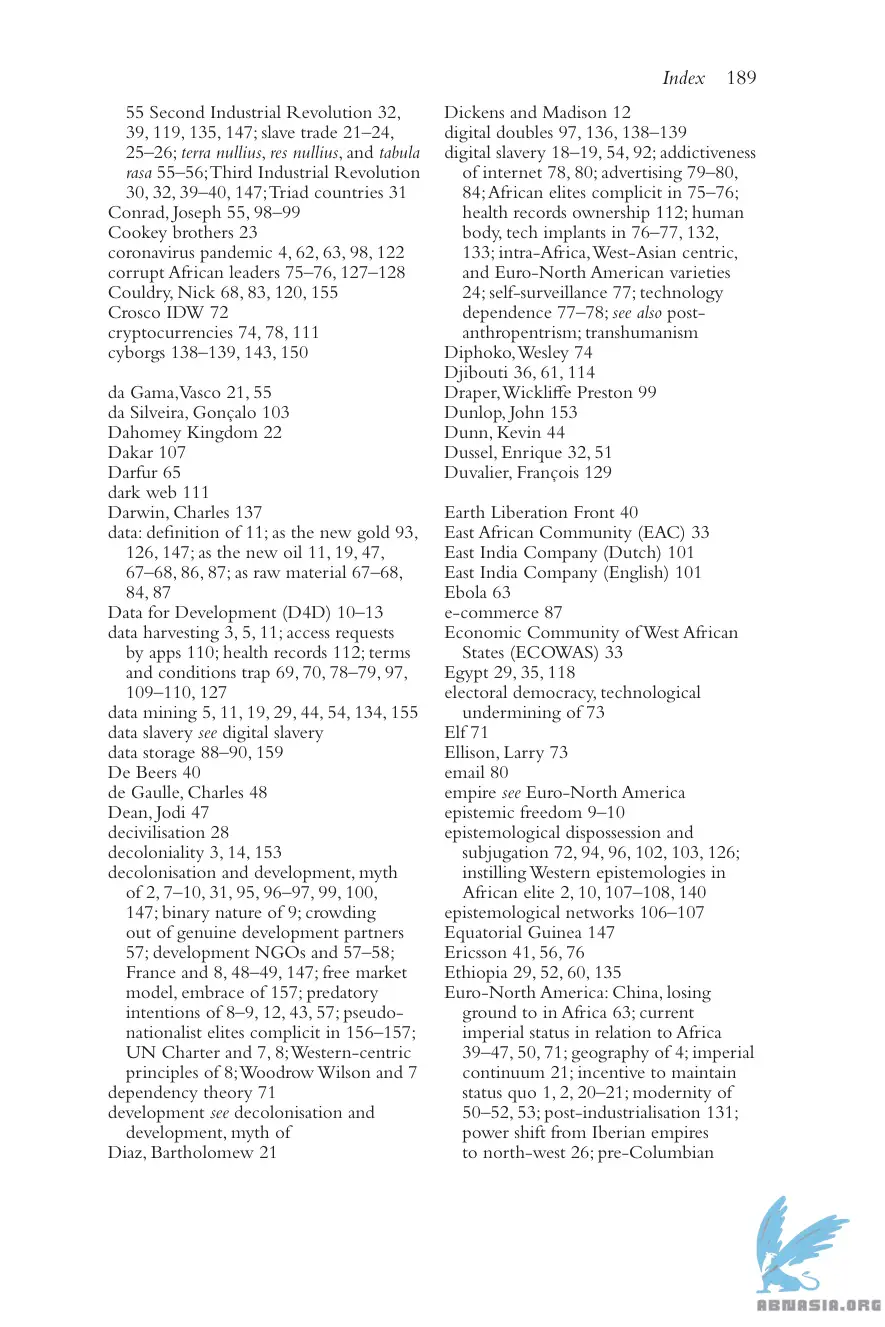 Index 189
55 Second Industrial Revolution 32,
39, 119, 135, 147; slave trade 21–24,
25–26; terra nullius, res nullius, and tabula
rasa 55–56; Third Industrial Revolution
30, 32, 39–40, 147; Triad countries 31
Conrad, Joseph 55, 98–99
Cookey brothers 23
coronavirus pandemic 4, 62, 63, 98, 122
corrupt African leaders 75–76, 127–128
Couldry, Nick 68, 83, 120, 155
Crosco IDW 72
cryptocurrencies 74, 78, 111
cyborgs 138–139, 143, 150
da Gama, Vasco 21, 55
da Silveira, Gonçalo 103
Dahomey Kingdom 22
Dakar 107
Darfur 65
dark web 111
Darwin, Charles 137
data: definition of 11; as the new gold 93,
126, 147; as the new oil 11, 19, 47,
67–68, 86, 87; as raw material 67–68,
84, 87
Data for Development (D4D) 10–13
data harvesting 3, 5, 11; access requests
by apps 110; health records 112; terms
and conditions trap 69, 70, 78–79, 97,
109–110, 127
data mining 5, 11, 19, 29, 44, 54, 134, 155
data slavery see digital slavery
data storage 88–90, 159
De Beers 40
de Gaulle, Charles 48
Dean, Jodi 47
decivilisation 28
decoloniality 3, 14, 153
decolonisation and development, myth
of 2, 7–10, 31, 95, 96–97, 99, 100,
147; binary nature of 9; crowding
out of genuine development partners
57; development NGOs and 57–58;
France and 8, 48–49, 147; free market
model, embrace of 157; predatory
intentions of 8–9, 12, 43, 57; pseudo-
nationalist elites complicit in 156–157;
UN Charter and 7, 8; Western-centric
principles of 8; Woodrow Wilson and 7
dependency theory 71
development see decolonisation and
development, myth of
Diaz, Bartholomew 21
Dickens and Madison 12
digital doubles 97, 136, 138–139
digital slavery 18–19, 54, 92; addictiveness
of internet 78, 80; advertising 79–80,
84; African elites complicit in 75–76;
health records ownership 112; human
body, tech implants in 76–77, 132,
133; intra-Africa, West-Asian centric,
and Euro-North American varieties
24; self-surveillance 77; technology
dependence 77–78; see also post-
anthropentrism; transhumanism
Diphoko, Wesley 74
Djibouti 36, 61, 114
Draper, Wickliffe Preston 99
Dunlop, John 153
Dunn, Kevin 44
Dussel, Enrique 32, 51
Duvalier, François 129
Earth Liberation Front 40
East African Community (EAC) 33
East India Company (Dutch) 101
East India Company (English) 101
Ebola 63
e-commerce 87
Economic Community of West African
States (ECOWAS) 33
Egypt 29, 35, 118
electoral democracy, technological
undermining of 73
Elf 71
Ellison, Larry 73
email 80
empire see Euro-North America
epistemic freedom 9–10
epistemological dispossession and
subjugation 72, 94, 96, 102, 103, 126;
instilling Western epistemologies in
African elite 2, 10, 107–108, 140
epistemological networks 106–107
Equatorial Guinea 147
Ericsson 41, 56, 76
Ethiopia 29, 52, 60, 135
Euro-North America: China, losing
ground to in Africa 63; current
imperial status in relation to Africa
39–47, 50, 71; geography of 4; imperial
continuum 21; incentive to maintain
status quo 1, 2, 20–21; modernity of
50–52, 53; post-industrialisation 131;
power shift from Iberian empires
to north-west 26; pre-Columbian
ABNASIA.ORG